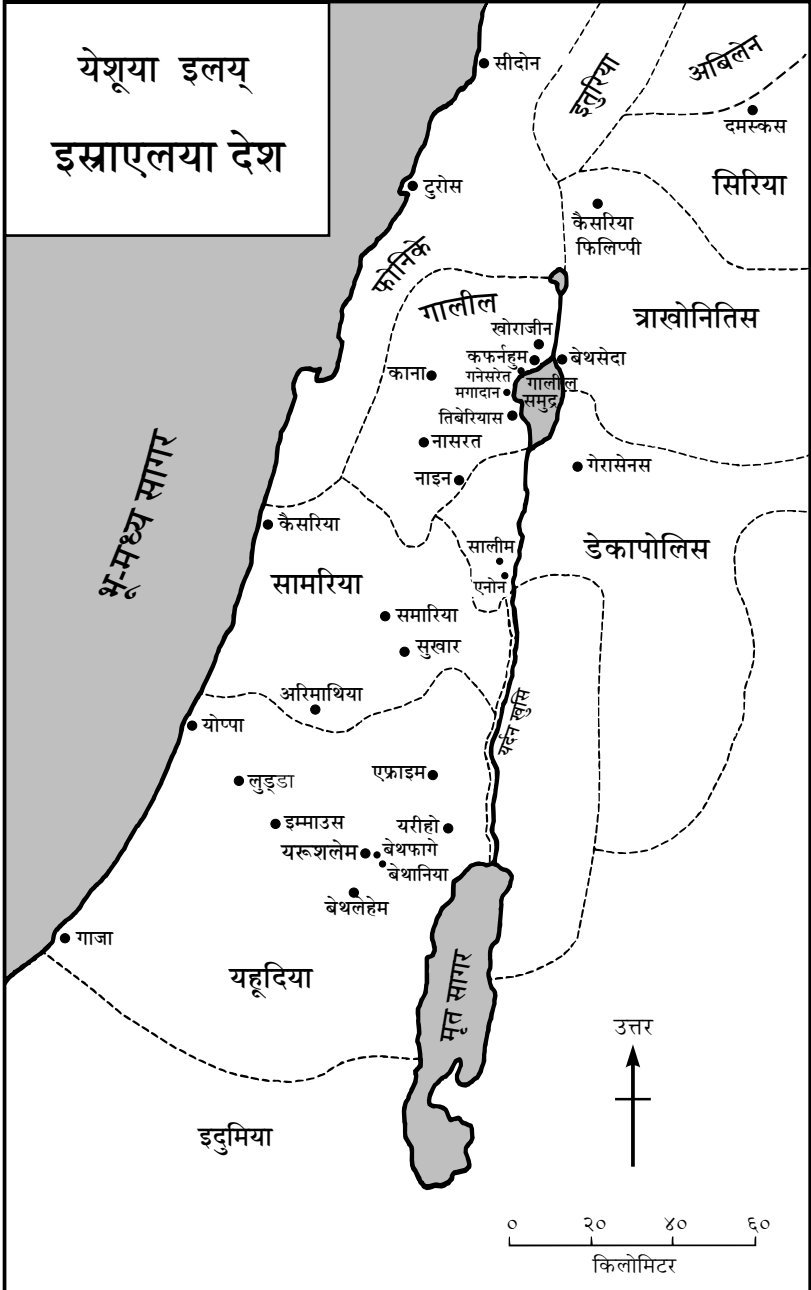 येशूया इलय्
इस्राएलया देश
सीदोन
इतुरिया
अबिलेन
दमस्कस
सिरिया
टुरोस
कैसरिया
फिलिप्पी
फोनिके
गालील
त्राखोनितिस
खोराजीन
कफर्नहुम
बेथसेदा
काना
गनेसरेत
मगादान
गालील
समुद्र
तिबेरियास
नासरत
नाइन
गेरासेनस
भू-मध्य सागर
कैसरिया
डेकापोलिस
सालीम
एनोन
सामरिया
समारिया
सुखार
अरिमाथिया
योप्पा
यर्दन खुसि
एफ्राइम
लुड्डा
इम्माउस
यरीहो
यरूशलेम
बेथफागे
बेथानिया
बेथलेहेम
गाजा
यहूदिया
मृत सागर
उत्तर
इदुमिया
० २० ४० ६०
किलोमिटर